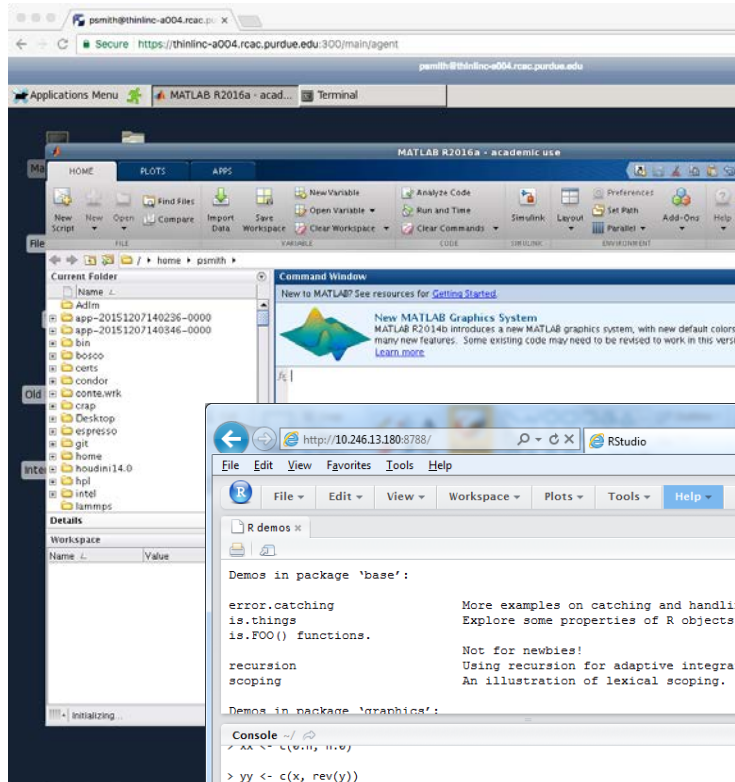 psmith@thinlinc-a004.rcac.pu
Secure https://thinlinc-a004.rcac.purdue.edu:300/main/agent
psmith@thinlinc-a004.rcac.purdue.edu
Applications Menu MATLAB R2016a - acad... Terminal
MATLAB R2016a - academic use
Ma HOME PLOTS APPS
New Script New Open Find Files Compare Import Data Save Workspace New Variable Open Variable Clear Workspace Analyze Code Run and Time Clear Commands Simulink Layout Preferences Set Path Parallel Add-Ons Help
File FILE VARIABLE CODE SIMULINK ENVIRONMENT
/ home psmith
Current Folder Command Window
Name New to MATLAB? See resources for Getting Started.
Adlm
app-20151207140236-0000 New MATLAB Graphics System
app-20151207140346-0000 MATLAB R2014b introduces a new MATLAB graphics system, with new default colors
bin many new features. Some existing code may need to be revised to work in this versi
bosco Learn more
certs
condor fx
Old conte.wrk
crap
Desktop
espresso
git
home
Inte houdini14.0
hpl
intel
lammps
Details
Workspace
Name Value
Initializing...
http://10.246.13.180:8788/ RStudio
File Edit View Favorites Tools Help
R File Edit View Workspace Plots Tools Help
R demos
Demos in package ‘base’:
error.catching More examples on catching and handli
is.things Explore some properties of R objects
is.FOO() functions.
Not for newbies!
recursion Using recursion for adaptive integra
scoping An illustration of lexical scoping.
Demos in package ‘graphics’:
Console ~/
> xx <- c(0:n, n:0)
> yy <- c(x, rev(y))